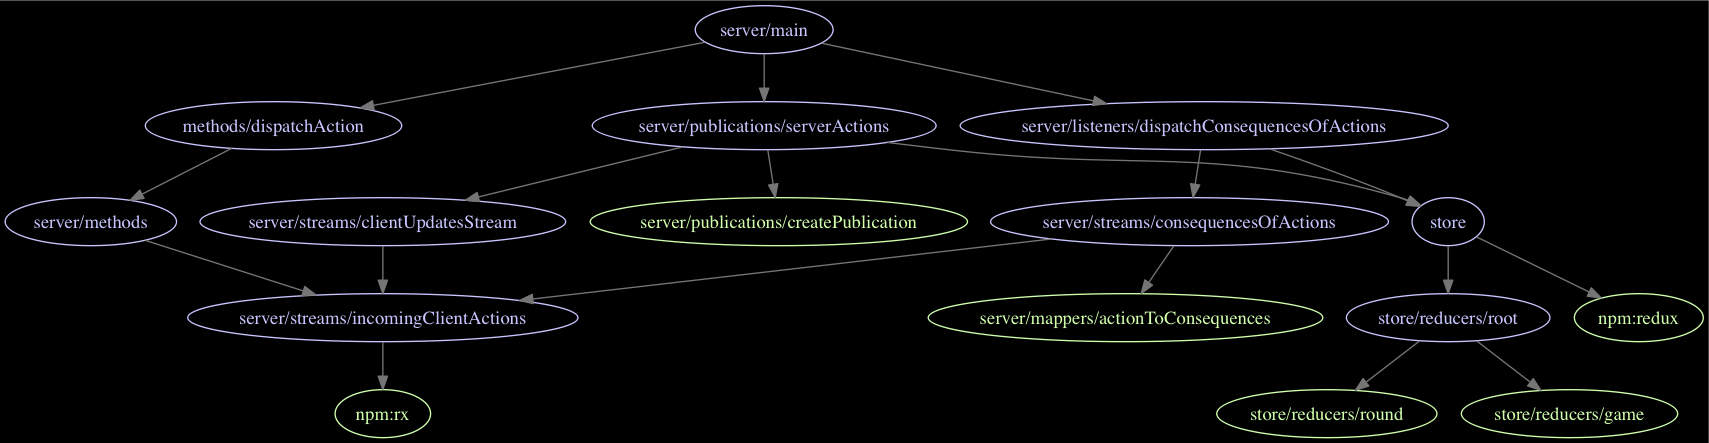 server/main
methods/dispatchAction
server/publications/serverActions
server/listeners/dispatchConsequencesOfActions
server/methods
server/streams/clientUpdatesStream
server/publications/createPublication
server/streams/consequencesOfActions
store
server/streams/incomingClientActions
server/mappers/actionToConsequences
store/reducers/root
npm:redux
npm:rx
store/reducers/round
store/reducers/game